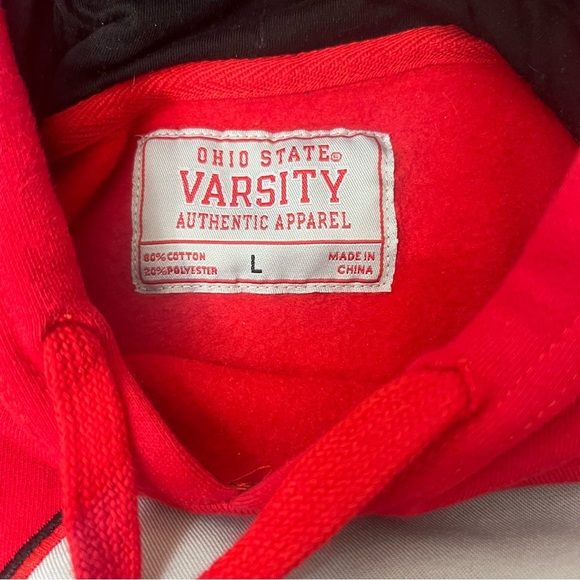 OHIO STATE®
VARSITY
AUTHENTIC APPAREL
80% COTTON
20% POLYESTER
L
MADE IN
CHINA